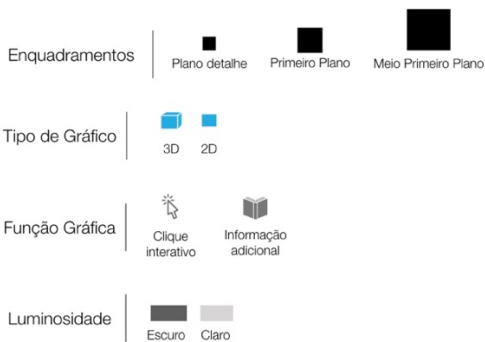 Enquadramentos
Plano detalhe
Primeiro Plano
Meio Primeiro Plano
Tipo de Gráfico
3D
2D
Função Gráfica
Clique
interativo
Informação
adicional
Luminosidade
Escuro
Claro